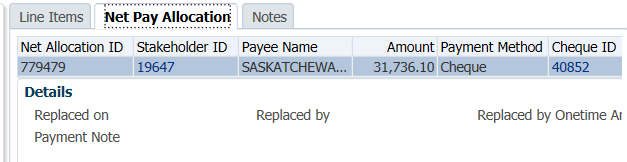 Line Items Net Pay Allocation Notes
Net Allocation ID Stakeholder ID Payee Name Amount Payment Method Cheque ID
779479 19647 SASKATCHEWA... 31,736.10 Cheque 40852
Details
Replaced on Replaced by Replaced by Onetime Ar
Payment Note